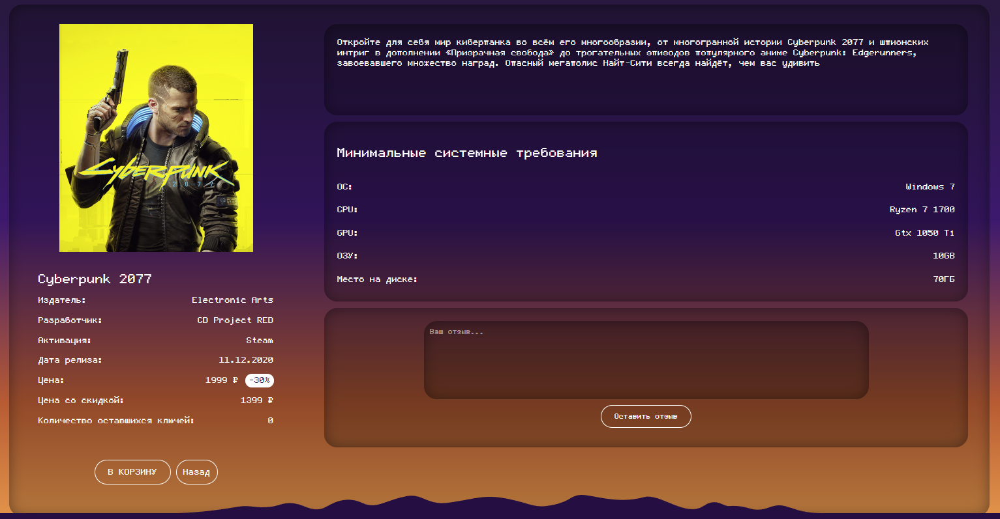 CYBERPUNK
2077
Cyberpunk 2077
Издатель: Electronic Arts
Разработчик: CD Project RED
Активация: Steam
Дата релиза: 11.12.2020
Цена: 1999 ₽ -30%
Цена со скидкой: 1399 ₽
Количество оставшихся ключей: 0
В КОРЗИНУ Назад
Откройте для себя мир киберпанка во всём его многообразии, от многогранной истории Cyberpunk 2077 и шпионских
интриг в дополнении «Призрачная свобода» до трогательных эпизодов популярного аниме Cyberpunk: Edgerunners,
завоевавшего множество наград. Опасный мегаполис Найт-Сити всегда найдёт, чем вас удивить
Минимальные системные требования
ОС: Windows 7
CPU: Ryzen 7 1700
GPU: Gtx 1050 Ti
ОЗУ: 10GB
Место на диске: 70ГБ
Ваш отзыв...
Оставить отзыв